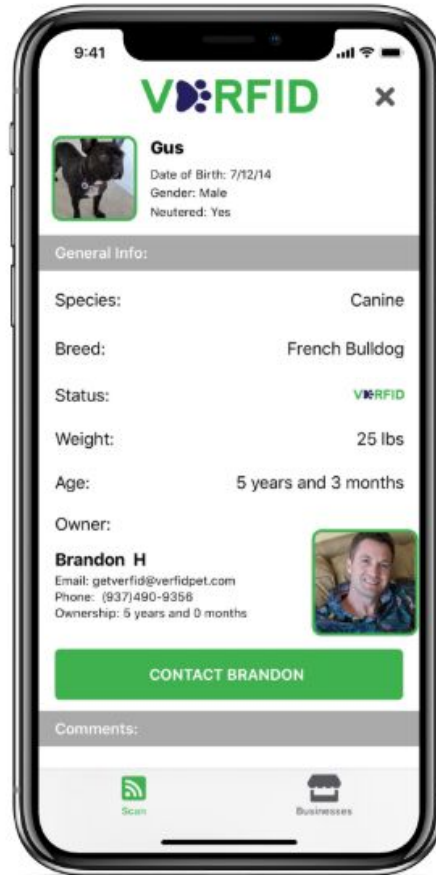 9:41
VERFID
Gus
Date of Birth: 7/12/14
Gender: Male
Neutered: Yes
General Info:
Species: Canine
Breed: French Bulldog
Status: VERFID
Weight: 25 lbs
Age: 5 years and 3 months
Owner:
Brandon H
Email: getverfid@verfidpet.com
Phone: (937)490-9356
Ownership: 5 years and 0 months
CONTACT BRANDON
Comments:
Scan Businesses